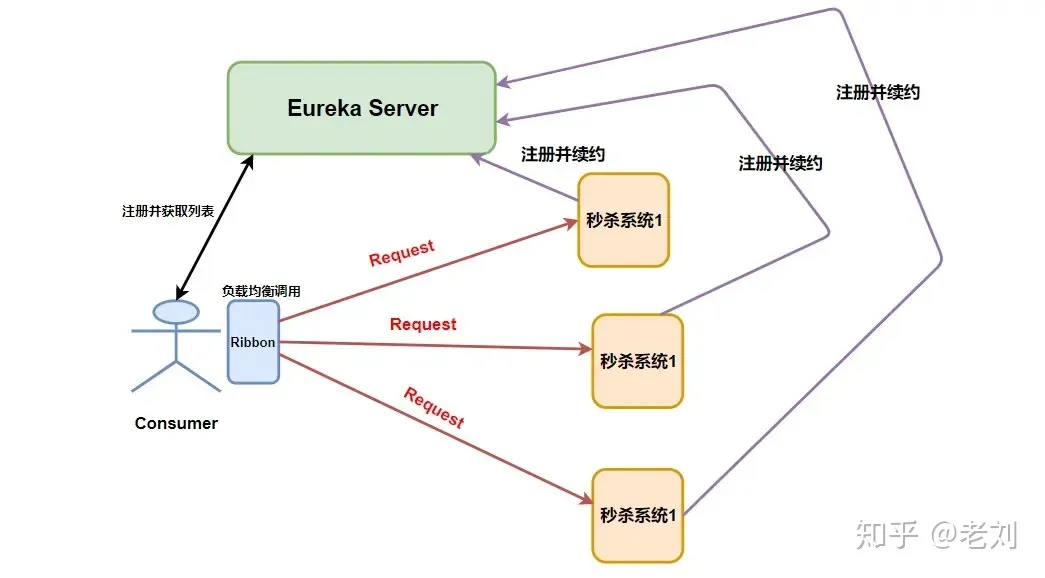 Eureka Server
注册并续约
注册并续约
注册并续约
注册并获取列表
秒杀系统1
Request
负载均衡调用
Ribbon
Request
秒杀系统1
Consumer
Request
秒杀系统1
知乎 @老刘